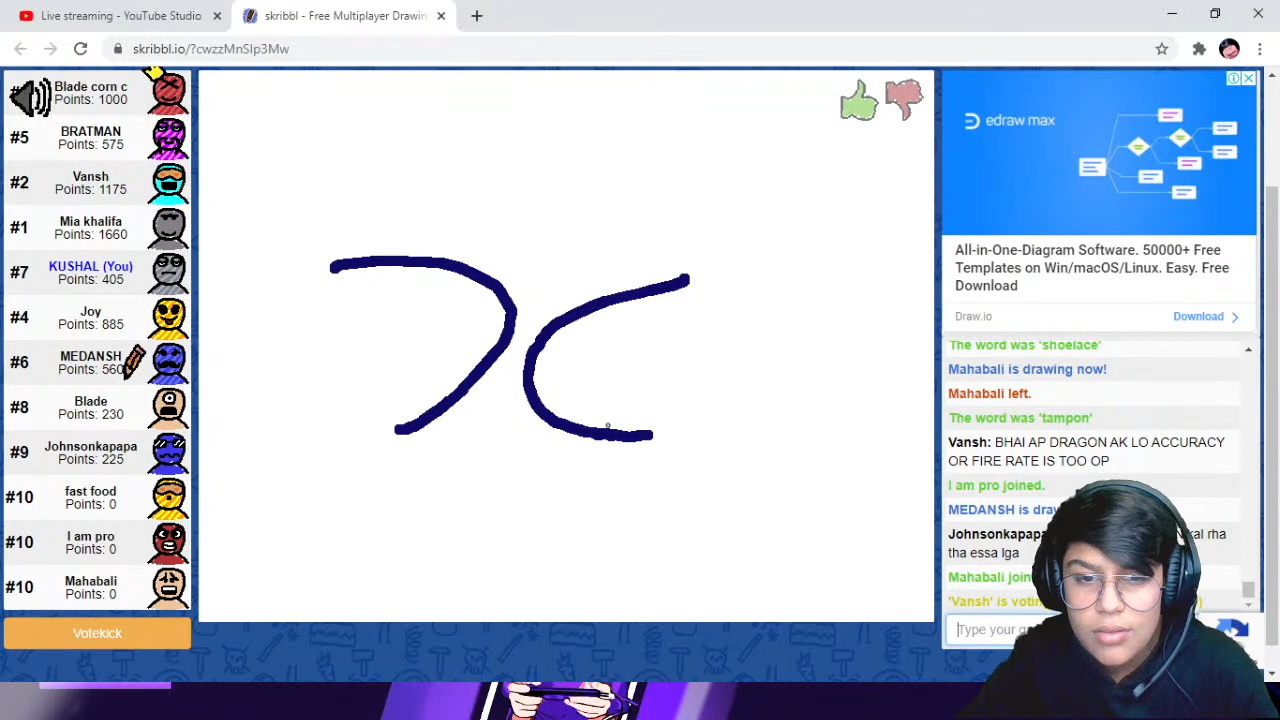 Live streaming - YouTube Studio
skribbl - Free Multiplayer Drawin
skribbl.io/?cwzzMnSIp3Mw
Blade corn c
Points: 1000
#5
BRATMAN
Points: 575
#2
Vansh
Points: 1175
#1
Mia khalifa
Points: 1660
#7
KUSHAL (You)
Points: 405
#4
Joy
Points: 885
#6
MEDANSH
Points: 560
#8
Blade
Points: 230
#9
Johnsonkapapa
Points: 225
#10
fast food
Points: 0
#10
I am pro
Points: 0
#10
Mahabali
Points: 0
Votekick
edraw max
All-in-One-Diagram Software. 50000+ Free
Templates on Win/macOS/Linux. Easy. Free
Download
Draw.io
Download
The word was 'shoelace'
Mahabali is drawing now!
Mahabali left.
The word was 'tampon'
Vansh: BHAI AP DRAGON AK LO ACCURACY
OR FIRE RATE IS TOO OP
I am pro joined.
MEDANSH is
Johnsonkapapa
rha
tha essa lga
Mahabali
'Vansh' is
Type your